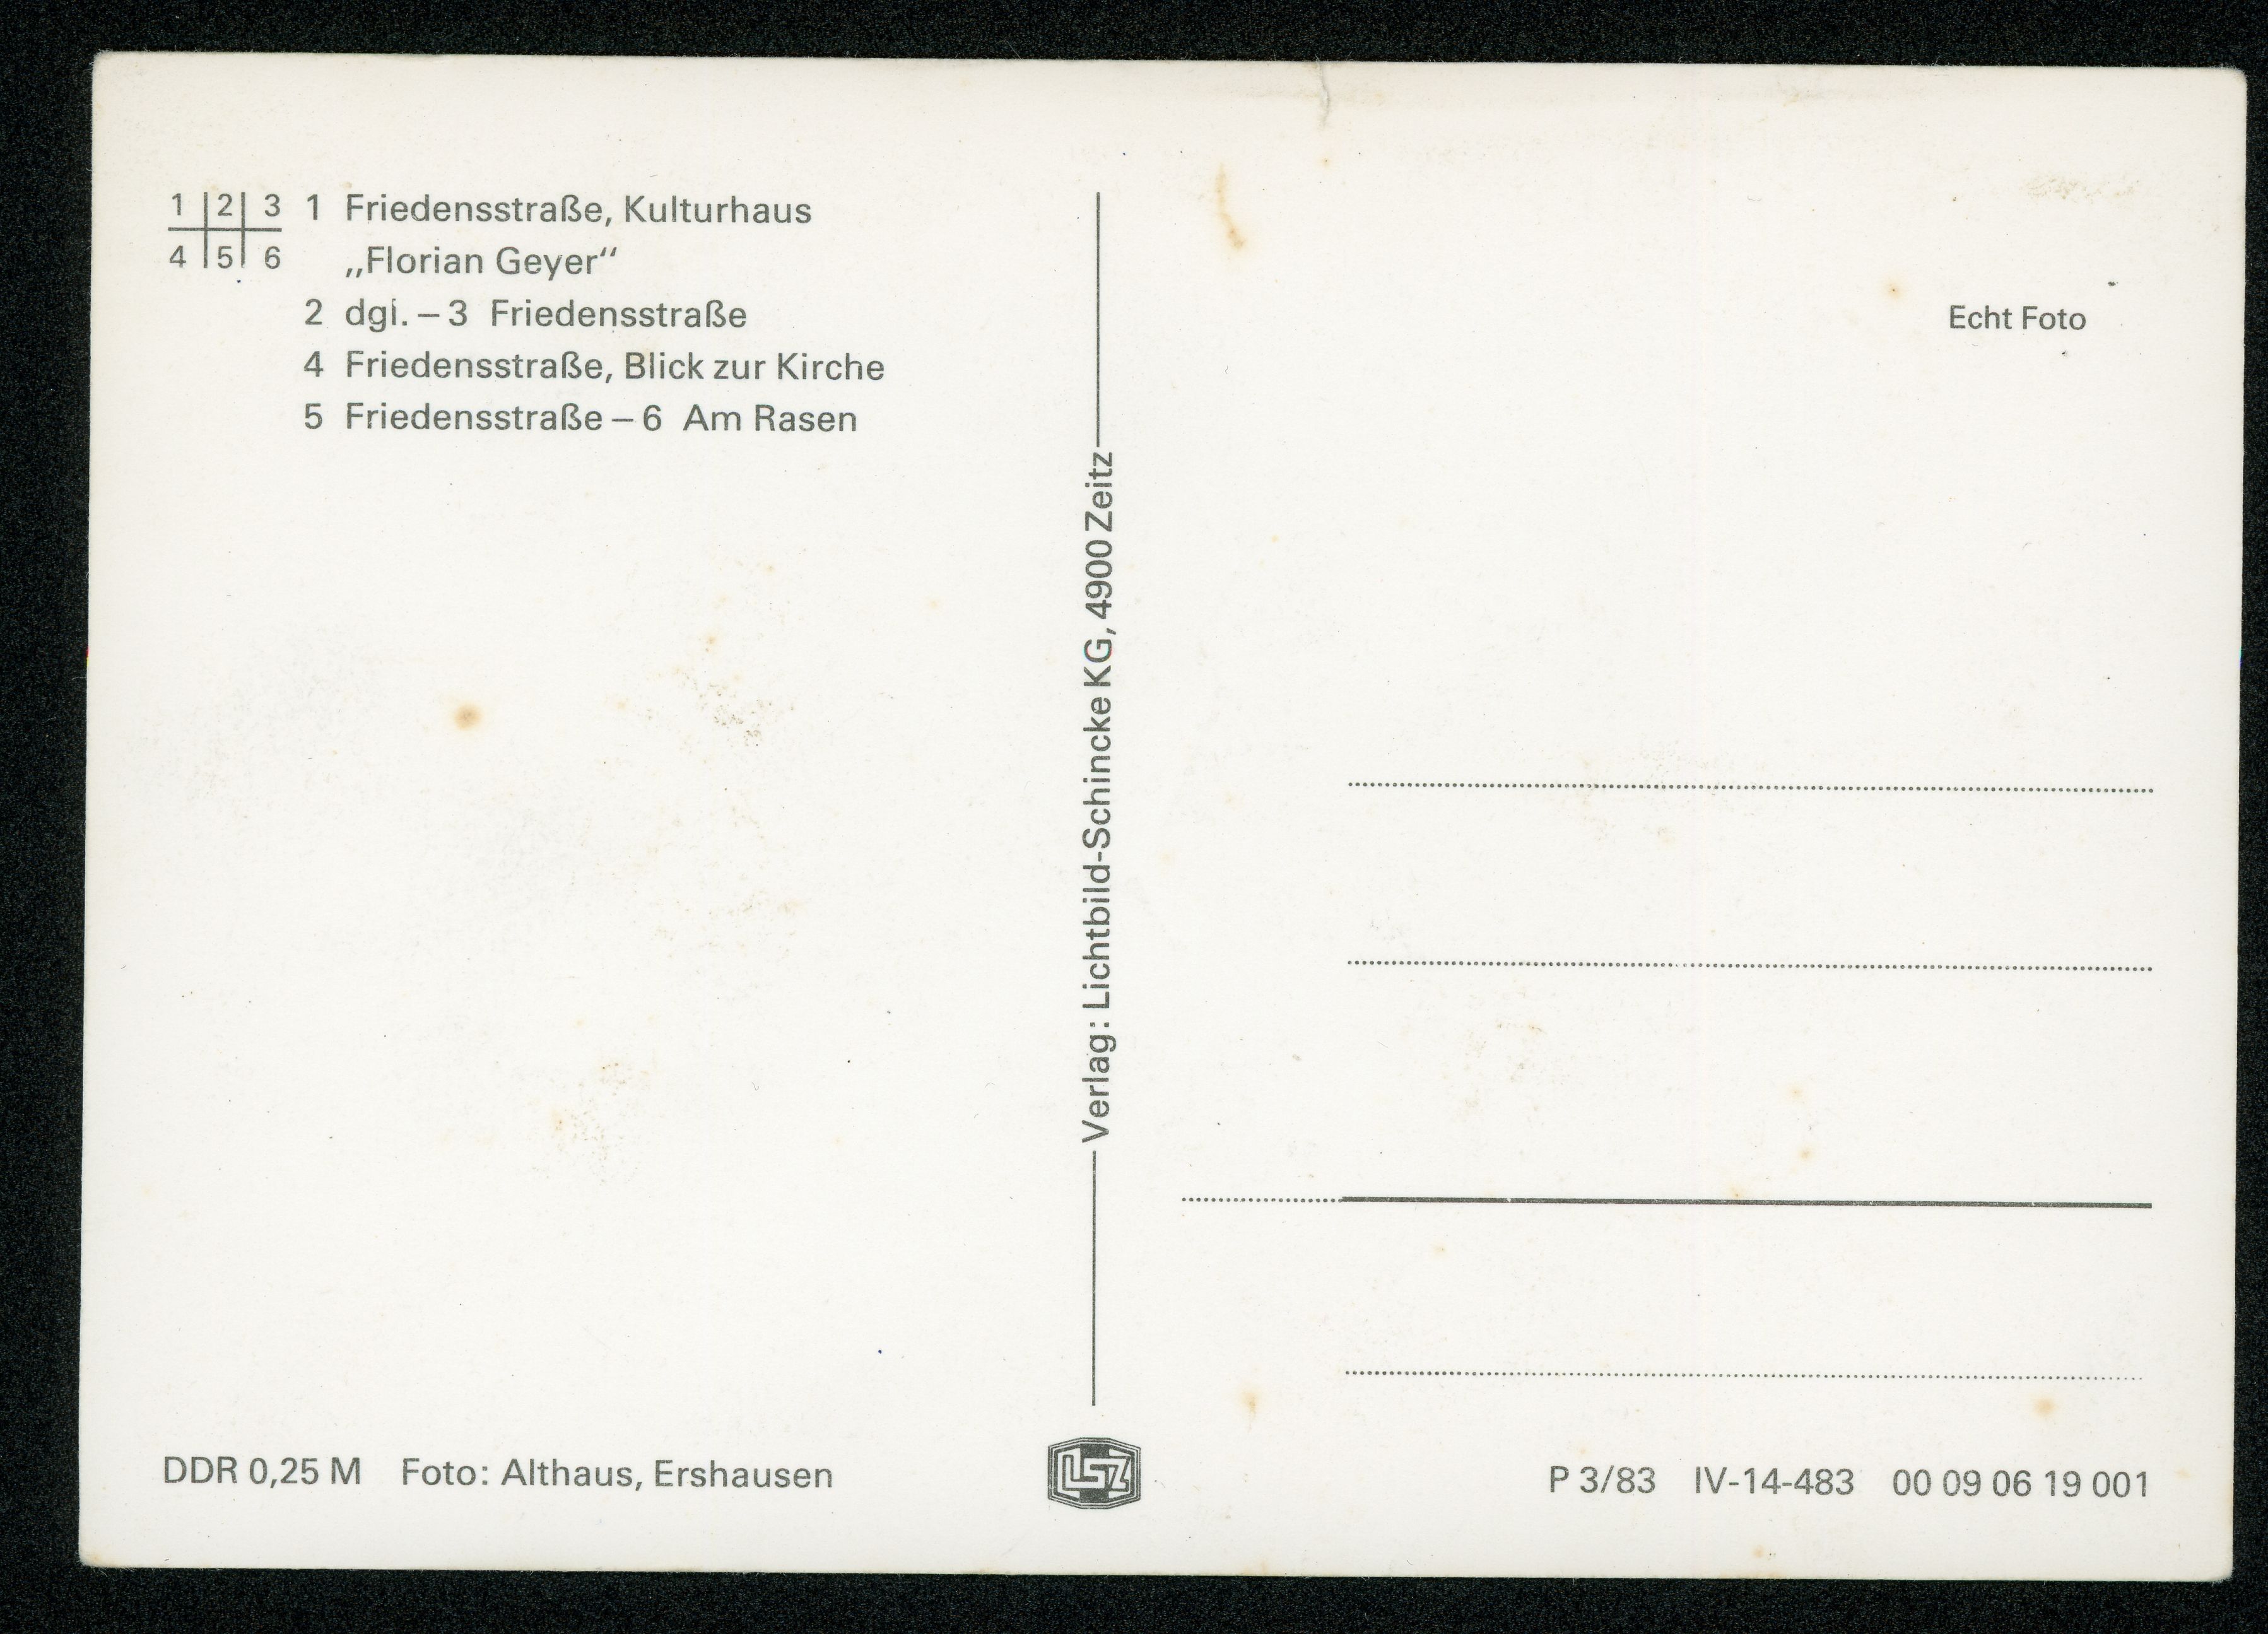 1 2 3
4 5 6
1 Friedensstraße, Kulturhaus
„Florian Geyer“
2 dgl. – 3 Friedensstraße
4 Friedensstraße, Blick zur Kirche
5 Friedensstraße – 6 Am Rasen
Verlag: Lichtbild-Schincke KG, 4900 Zeitz
Echt Foto
DDR 0,25 M Foto: Althaus, Ershausen
LSZ
P 3/83 IV-14-483 00 09 06 19 001